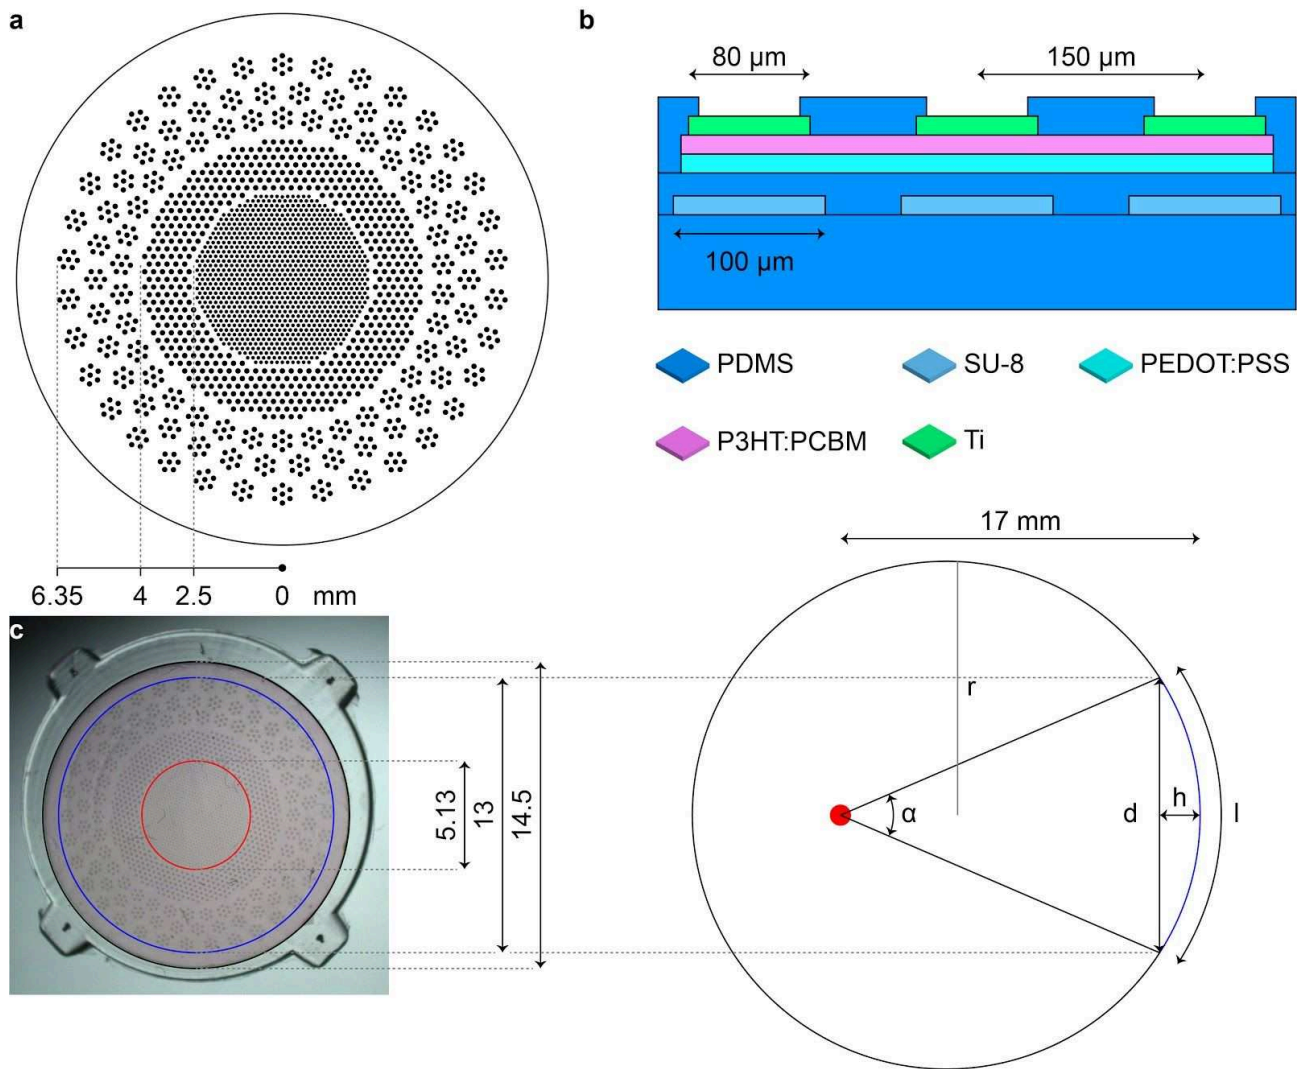 a
b
80 µm
150 µm
100 µm
PDMS
SU-8
PEDOT:PSS
P3HT:PCBM
Ti
6.35 4 2.5 0 mm
c
5.13
13
14.5
17 mm
r
α
d
h
l